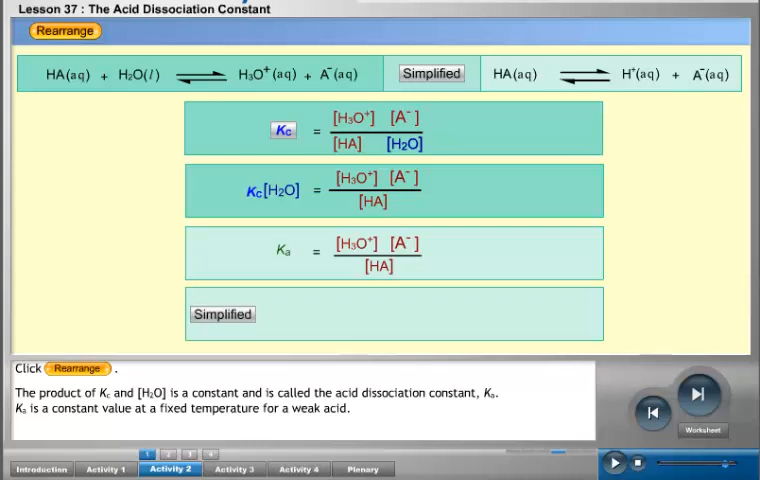 Lesson 37 : The Acid Dissociation Constant
Rearrange
HA(aq) + H₂O(l) ⇌ H₃O⁺(aq) + A⁻(aq) Simplified HA(aq) ⇌ H⁺(aq) + A⁻(aq)
[H₃O⁺] [A⁻]
Kc =
[HA] [H₂O]
[H₃O⁺] [A⁻]
Kc[H₂O] =
[HA]
[H₃O⁺] [A⁻]
Ka =
[HA]
Simplified
Click Rearrange .
The product of Kc and [H₂O] is a constant and is called the acid dissociation constant, Ka.
Ka is a constant value at a fixed temperature for a weak acid.
Worksheet
1 2 3 4
Introduction Activity 1 Activity 2 Activity 3 Activity 4 Plenary